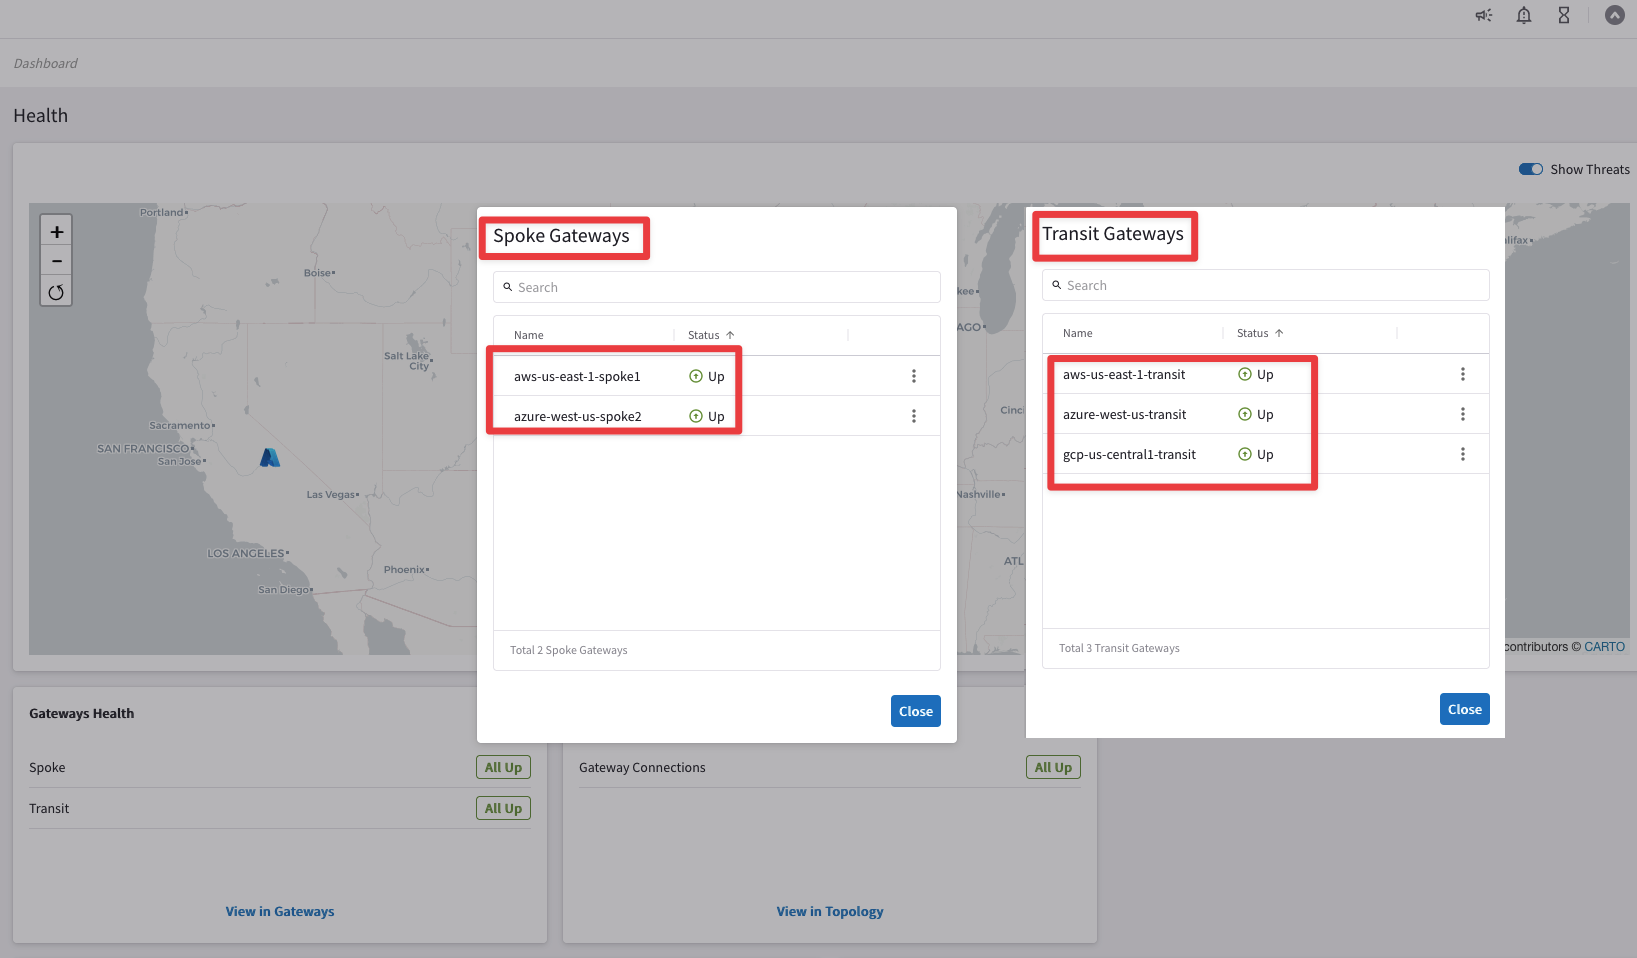 Dashboard
Health
Show Threats
+
−
Portland
Boise
Salt Lake
City
Sacramento
SAN FRANCISCO
San Jose
Las Vegas
LOS ANGELES
Phoenix
San Diego
Spoke Gateways
Search
Name Status
aws-us-east-1-spoke1 Up
azure-west-us-spoke2 Up
Total 2 Spoke Gateways
Close
kee
AGO
Cinci
Nashville
ATL
Transit Gateways
Search
Name Status
aws-us-east-1-transit Up
azure-west-us-transit Up
gcp-us-central1-transit Up
Total 3 Transit Gateways
Close
alifax
contributors © CARTO
Gateways Health
Spoke All Up
Transit All Up
View in Gateways
Gateway Connections All Up
View in Topology